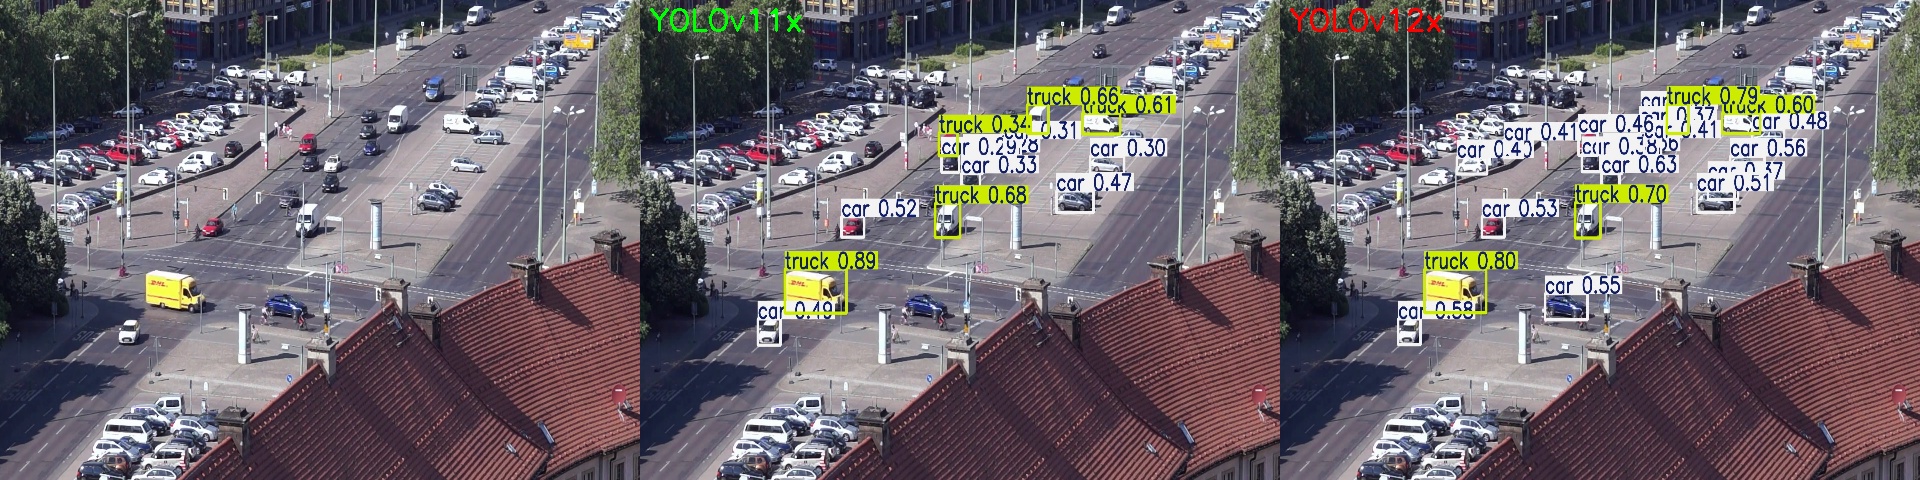 YOLOv11x
YOLOv12x
truck 0.66
truck 0.61
truck 0.34
0.31
car 0.33
car 0.30
truck 0.68
car 0.47
car 0.52
truck 0.89
car 0.49
DHL
truck 0.79
truck 0.60
car 0.48
car 0.41
car 0.46
car 0.56
car 0.63
car 0.51
truck 0.70
car 0.53
truck 0.80
car 0.55
car 0.58
DHL